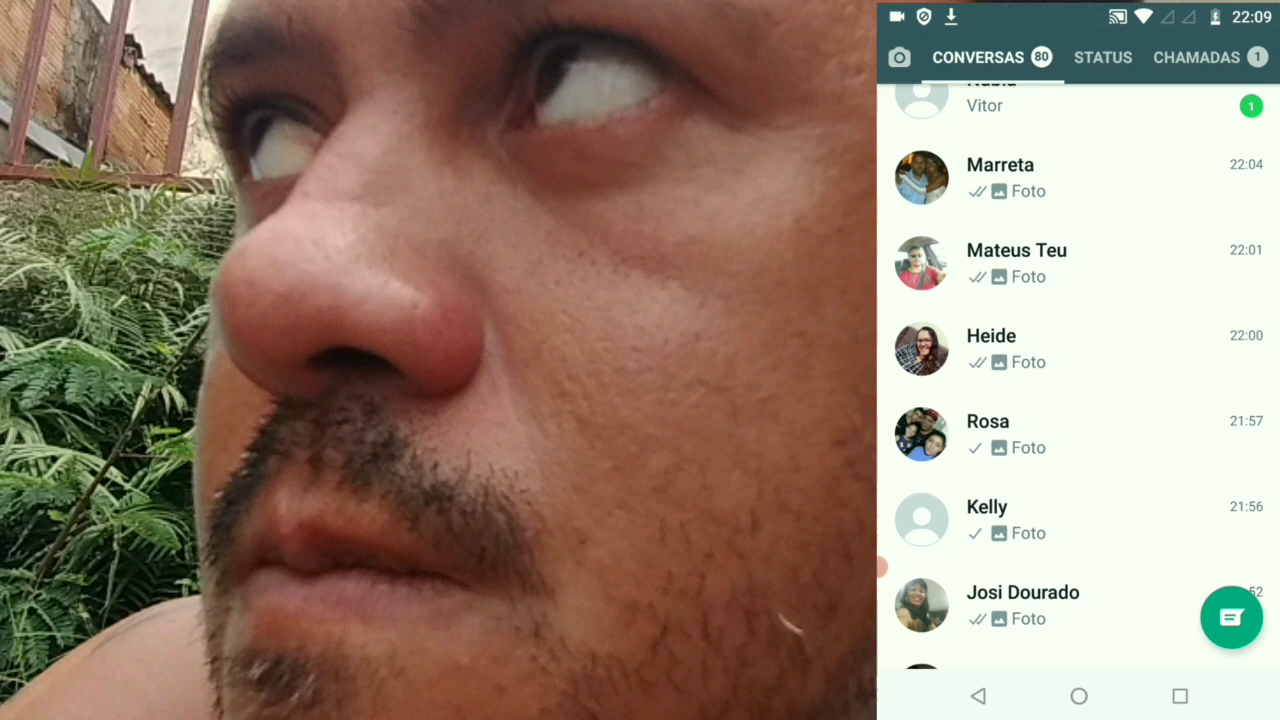 22:09
CONVERSAS 80 STATUS CHAMADAS 1
Vitor 1
Marreta 22:04
Foto
Mateus Teu 22:01
Foto
Heide 22:00
Foto
Rosa 21:57
Foto
Kelly 21:56
Foto
Josi Dourado 52
Foto